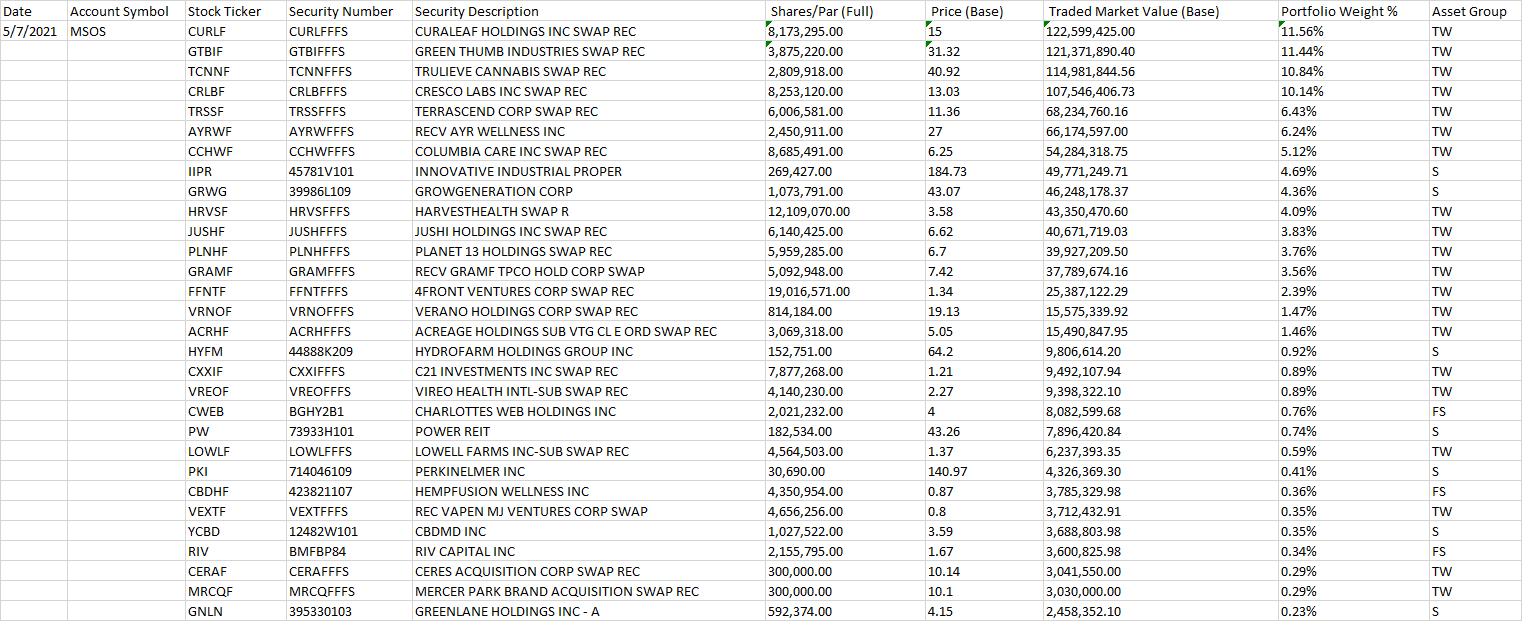 Date Account Symbol Stock Ticker Security Number Security Description Shares/Par (Full) Price (Base) Traded Market Value (Base) Portfolio Weight % Asset Group
5/7/2021 MSOS CURLF CURLFFFS CURALEAF HOLDINGS INC SWAP REC 8,173,295.00 15 122,599,425.00 11.56% TW
GTBIF GTBIFFFS GREEN THUMB INDUSTRIES SWAP REC 3,875,220.00 31.32 121,371,890.40 11.44% TW
TCNNF TCNNFFFS TRULIEVE CANNABIS SWAP REC 2,809,918.00 40.92 114,981,844.56 10.84% TW
CRLBF CRLBFFFS CRESCO LABS INC SWAP REC 8,253,120.00 13.03 107,546,406.73 10.14% TW
TRSSF TRSSFFFS TERRASCEND CORP SWAP REC 6,006,581.00 11.36 68,234,760.16 6.43% TW
AYRWF AYRWFFFS RECV AYR WELLNESS INC 2,450,911.00 27 66,174,597.00 6.24% TW
CCHWF CCHWFFFS COLUMBIA CARE INC SWAP REC 8,685,491.00 6.25 54,284,318.75 5.12% TW
IIPR 45781V101 INNOVATIVE INDUSTRIAL PROPER 269,427.00 184.73 49,771,249.71 4.69% S
GRWG 39986L109 GROWGENERATION CORP 1,073,791.00 43.07 46,248,178.37 4.36% S
HRVSF HRVSFFFS HARVESTHEALTH SWAP R 12,109,070.00 3.58 43,350,470.60 4.09% TW
JUSHF JUSHFFFS JUSHI HOLDINGS INC SWAP REC 6,140,425.00 6.62 40,671,719.03 3.83% TW
PLNHF PLNHFFFS PLANET 13 HOLDINGS SWAP REC 5,959,285.00 6.7 39,927,209.50 3.76% TW
GRAMF GRAMFFFS RECV GRAMF TPCO HOLD CORP SWAP 5,092,948.00 7.42 37,789,674.16 3.56% TW
FFNTF FFNTFFFS 4FRONT VENTURES CORP SWAP REC 19,016,571.00 1.34 25,387,122.29 2.39% TW
VRNOF VRNOFFFS VERANO HOLDINGS CORP SWAP REC 814,184.00 19.13 15,575,339.92 1.47% TW
ACRHF ACRHFFFS ACREAGE HOLDINGS SUB VTG CL E ORD SWAP REC 3,069,318.00 5.05 15,490,847.95 1.46% TW
HYFM 44888K209 HYDROFARM HOLDINGS GROUP INC 152,751.00 64.2 9,806,614.20 0.92% S
CXXIF CXXIFFFS C21 INVESTMENTS INC SWAP REC 7,877,268.00 1.21 9,492,107.94 0.89% TW
VREOF VREOFFFS VIREO HEALTH INTL-SUB SWAP REC 4,140,230.00 2.27 9,398,322.10 0.89% TW
CWEB BGHY2B1 CHARLOTTES WEB HOLDINGS INC 2,021,232.00 4 8,082,599.68 0.76% FS
PW 73933H101 POWER REIT 182,534.00 43.26 7,896,420.84 0.74% S
LOWLF LOWLFFFS LOWELL FARMS INC-SUB SWAP REC 4,564,503.00 1.37 6,237,393.35 0.59% TW
PKI 714046109 PERKINELMER INC 30,690.00 140.97 4,326,369.30 0.41% S
CBDHF 423821107 HEMPFUSION WELLNESS INC 4,350,954.00 0.87 3,785,329.98 0.36% FS
VEXTF VEXTFFFS REC VAPEN MJ VENTURES CORP SWAP 4,656,256.00 0.8 3,712,432.91 0.35% TW
YCBD 12482W101 CBDMD INC 1,027,522.00 3.59 3,688,803.98 0.35% S
RIV BMFBP84 RIV CAPITAL INC 2,155,795.00 1.67 3,600,825.98 0.34% FS
CERAF CERAFFFS CERES ACQUISITION CORP SWAP REC 300,000.00 10.14 3,041,550.00 0.29% TW
MRCQF MRCQFFFS MERCER PARK BRAND ACQUISITION SWAP REC 300,000.00 10.1 3,030,000.00 0.29% TW
GNLN 395330103 GREENLANE HOLDINGS INC - A 592,374.00 4.15 2,458,352.10 0.23% S